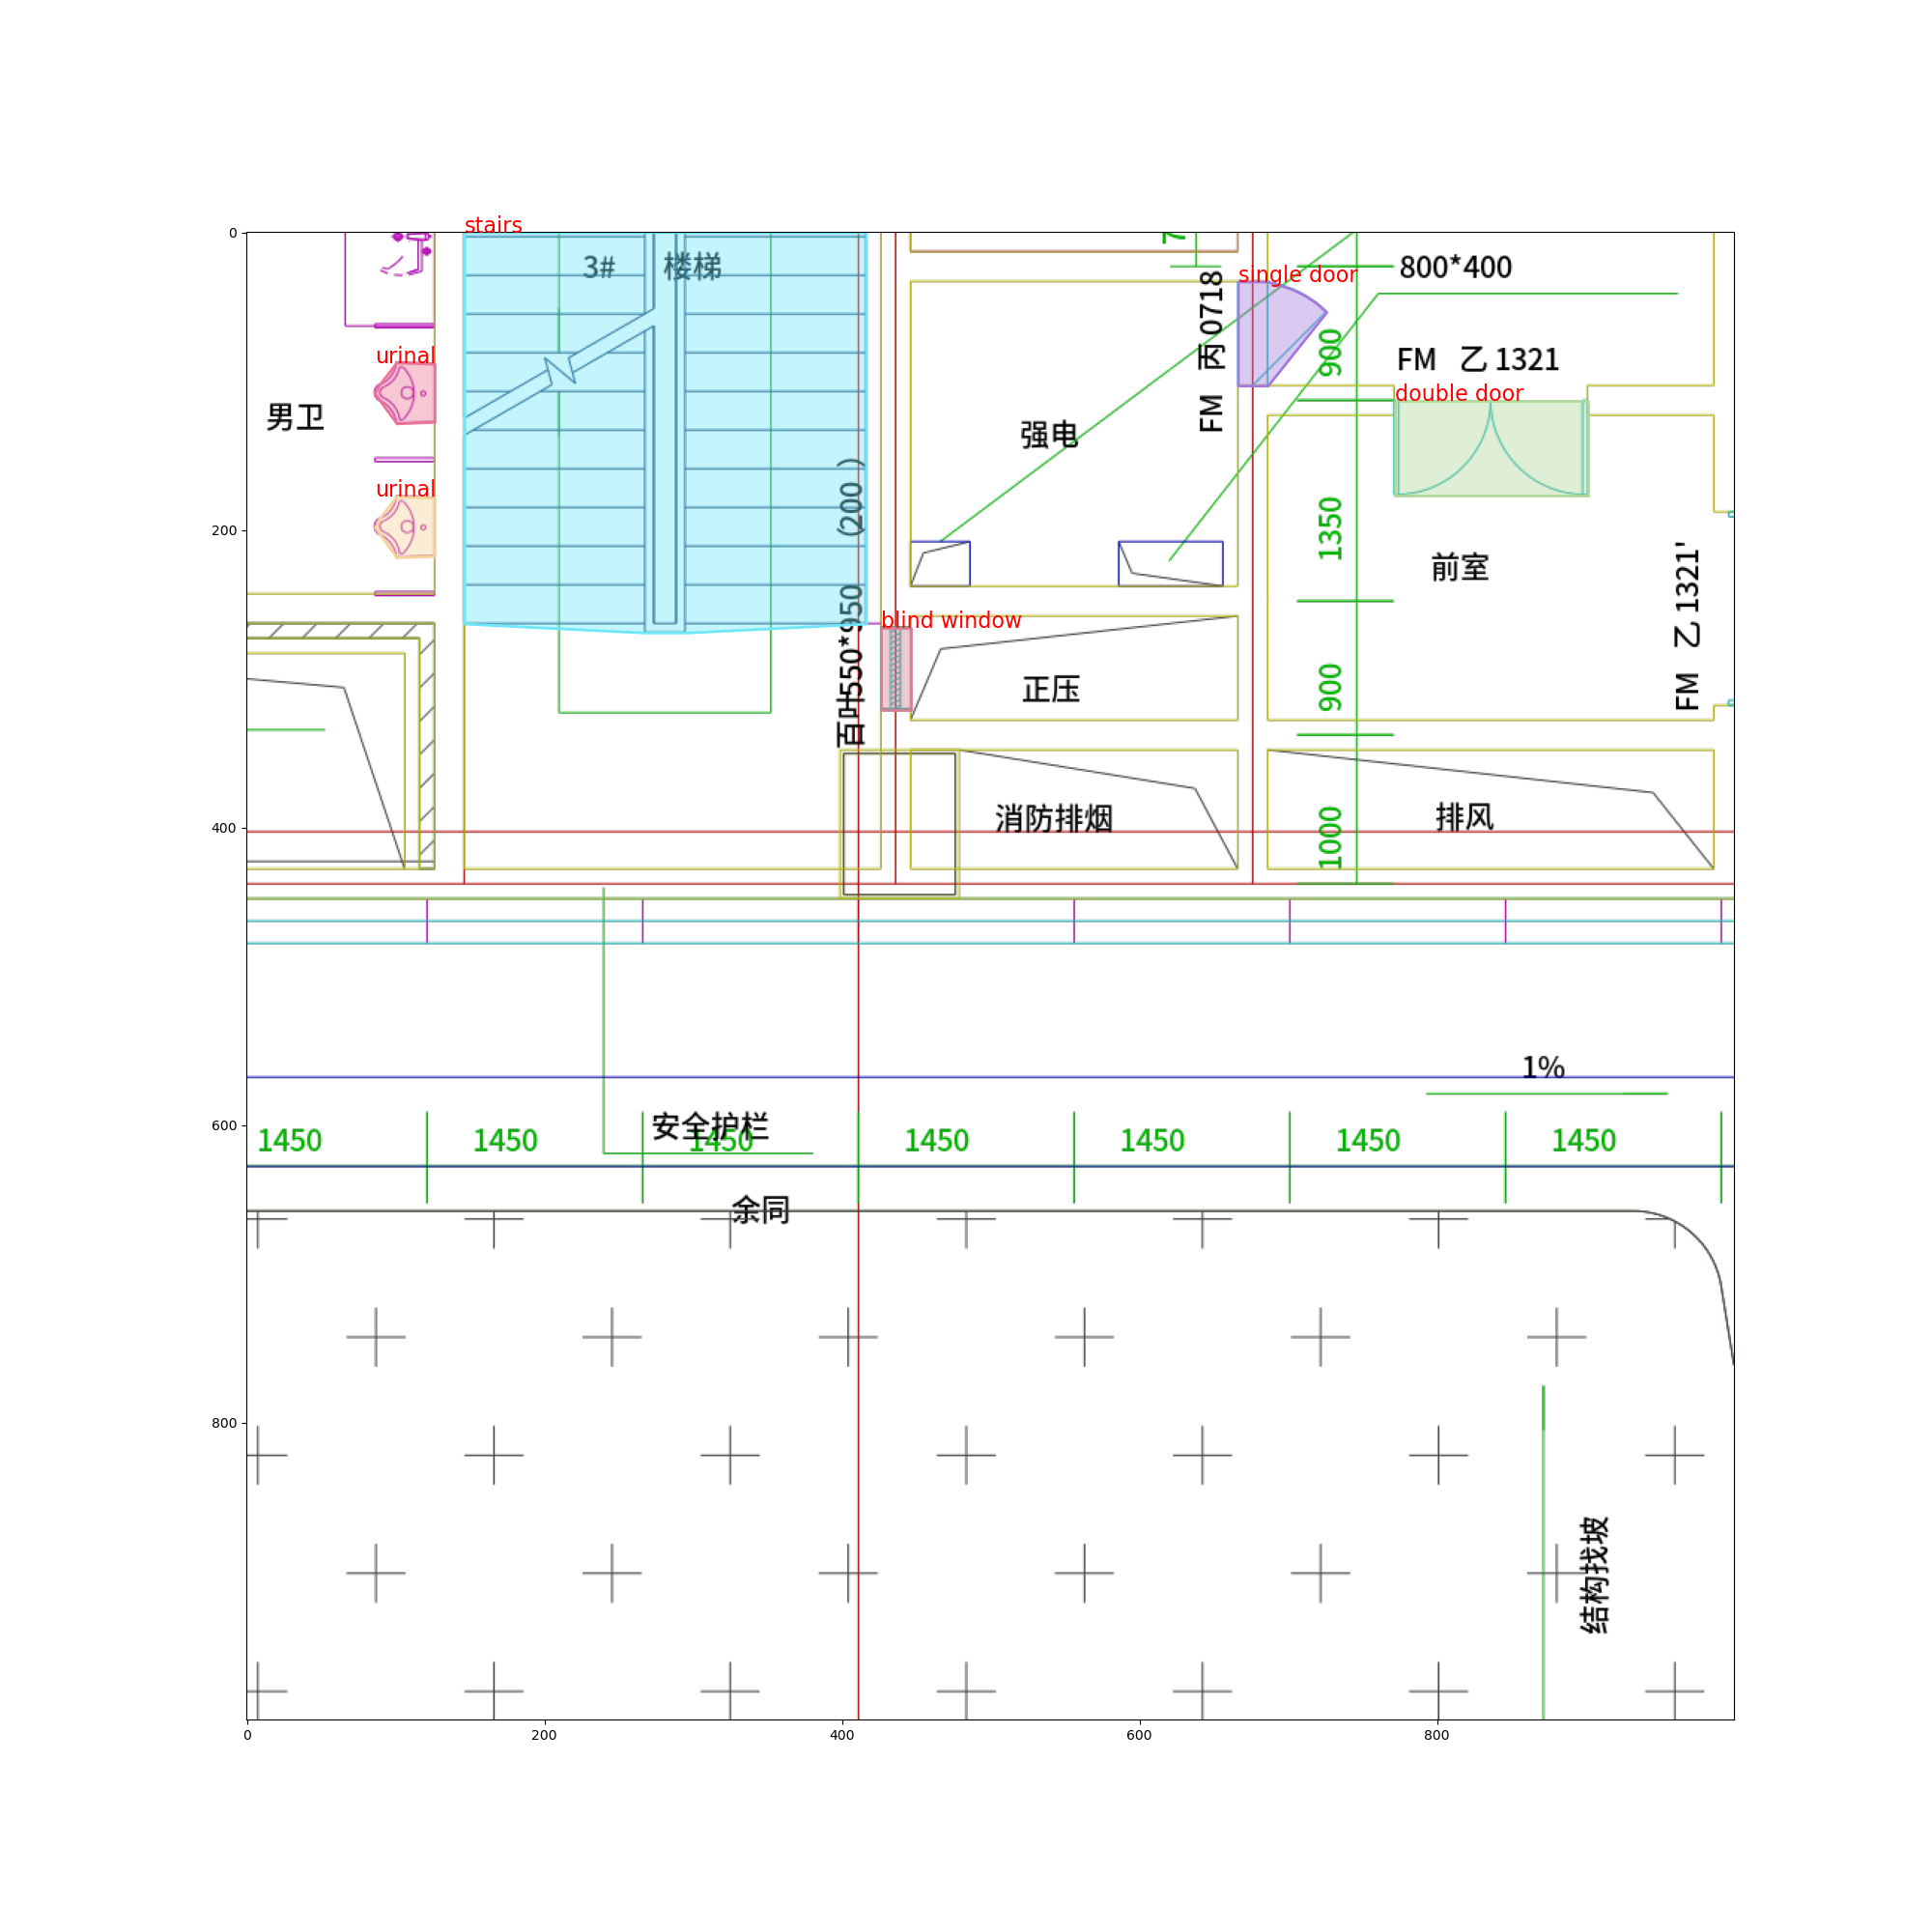 0
200
400
600
800
0
200
400
600
800
stairs
3# 楼梯
7
800*400
single door
FM 丙 0718
900
FM 乙 1321
urinal
double door
男卫
强电
urinal
1350
前室
FM 乙 1321'
百叶550*950 (200)
blind window
正压
900
消防排烟
1000
排风
1%
安全护栏
1450
1450
1450
1450
1450
1450
1450
余同
结构找坡